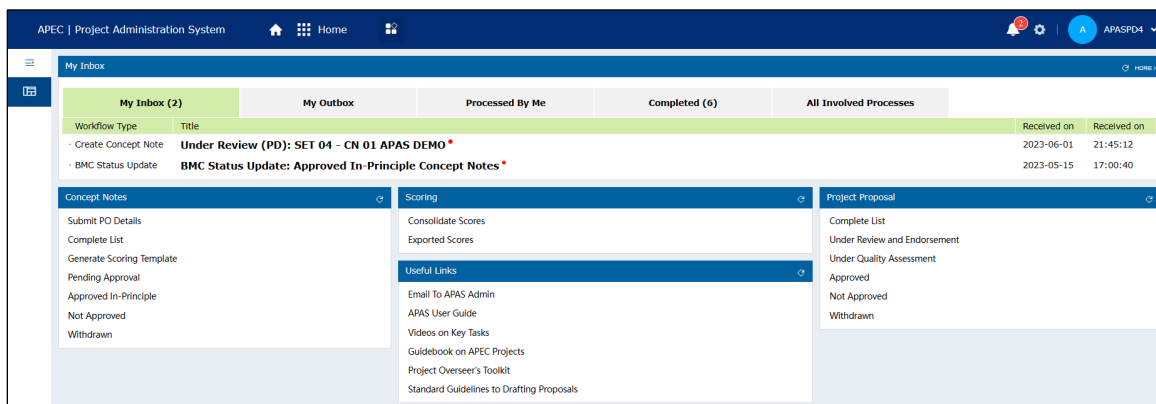 APEC | Project Administration System
Home
2
A
APASPD4
My Inbox
My Inbox (2)
My Outbox
Processed By Me
Completed (6)
All Involved Processes
Workflow Type Title Received on Received on
· Create Concept Note Under Review (PD): SET 04 - CN 01 APAS DEMO 2023-06-01 21:45:12
· BMC Status Update BMC Status Update: Approved In-Principle Concept Notes 2023-05-15 17:00:40
Concept Notes
Submit PO Details
Complete List
Generate Scoring Template
Pending Approval
Approved In-Principle
Not Approved
Withdrawn
Scoring
Consolidate Scores
Exported Scores
Useful Links
Email To APAS Admin
APAS User Guide
Videos on Key Tasks
Guidebook on APEC Projects
Project Overseer's Toolkit
Standard Guidelines to Drafting Proposals
Project Proposal
Complete List
Under Review and Endorsement
Under Quality Assessment
Approved
Not Approved
Withdrawn